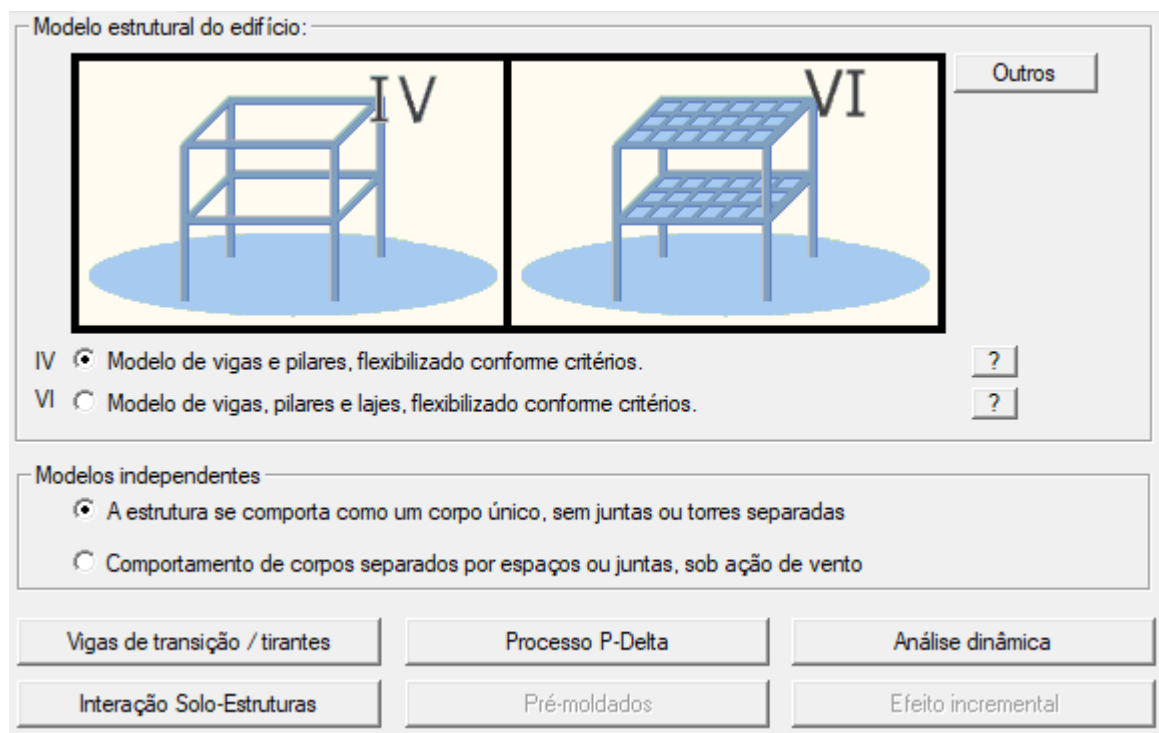 Modelo estrutural do edifício:
IV
VI
Outros
IV Modelo de vigas e pilares, flexibilizado conforme critérios. ?
VI Modelo de vigas, pilares e lajes, flexibilizado conforme critérios. ?
Modelos independentes
A estrutura se comporta como um corpo único, sem juntas ou torres separadas
Comportamento de corpos separados por espaços ou juntas, sob ação de vento
Vigas de transição / tirantes
Processo P-Delta
Análise dinâmica
Interação Solo-Estruturas
Pré-moldados
Efeito incremental